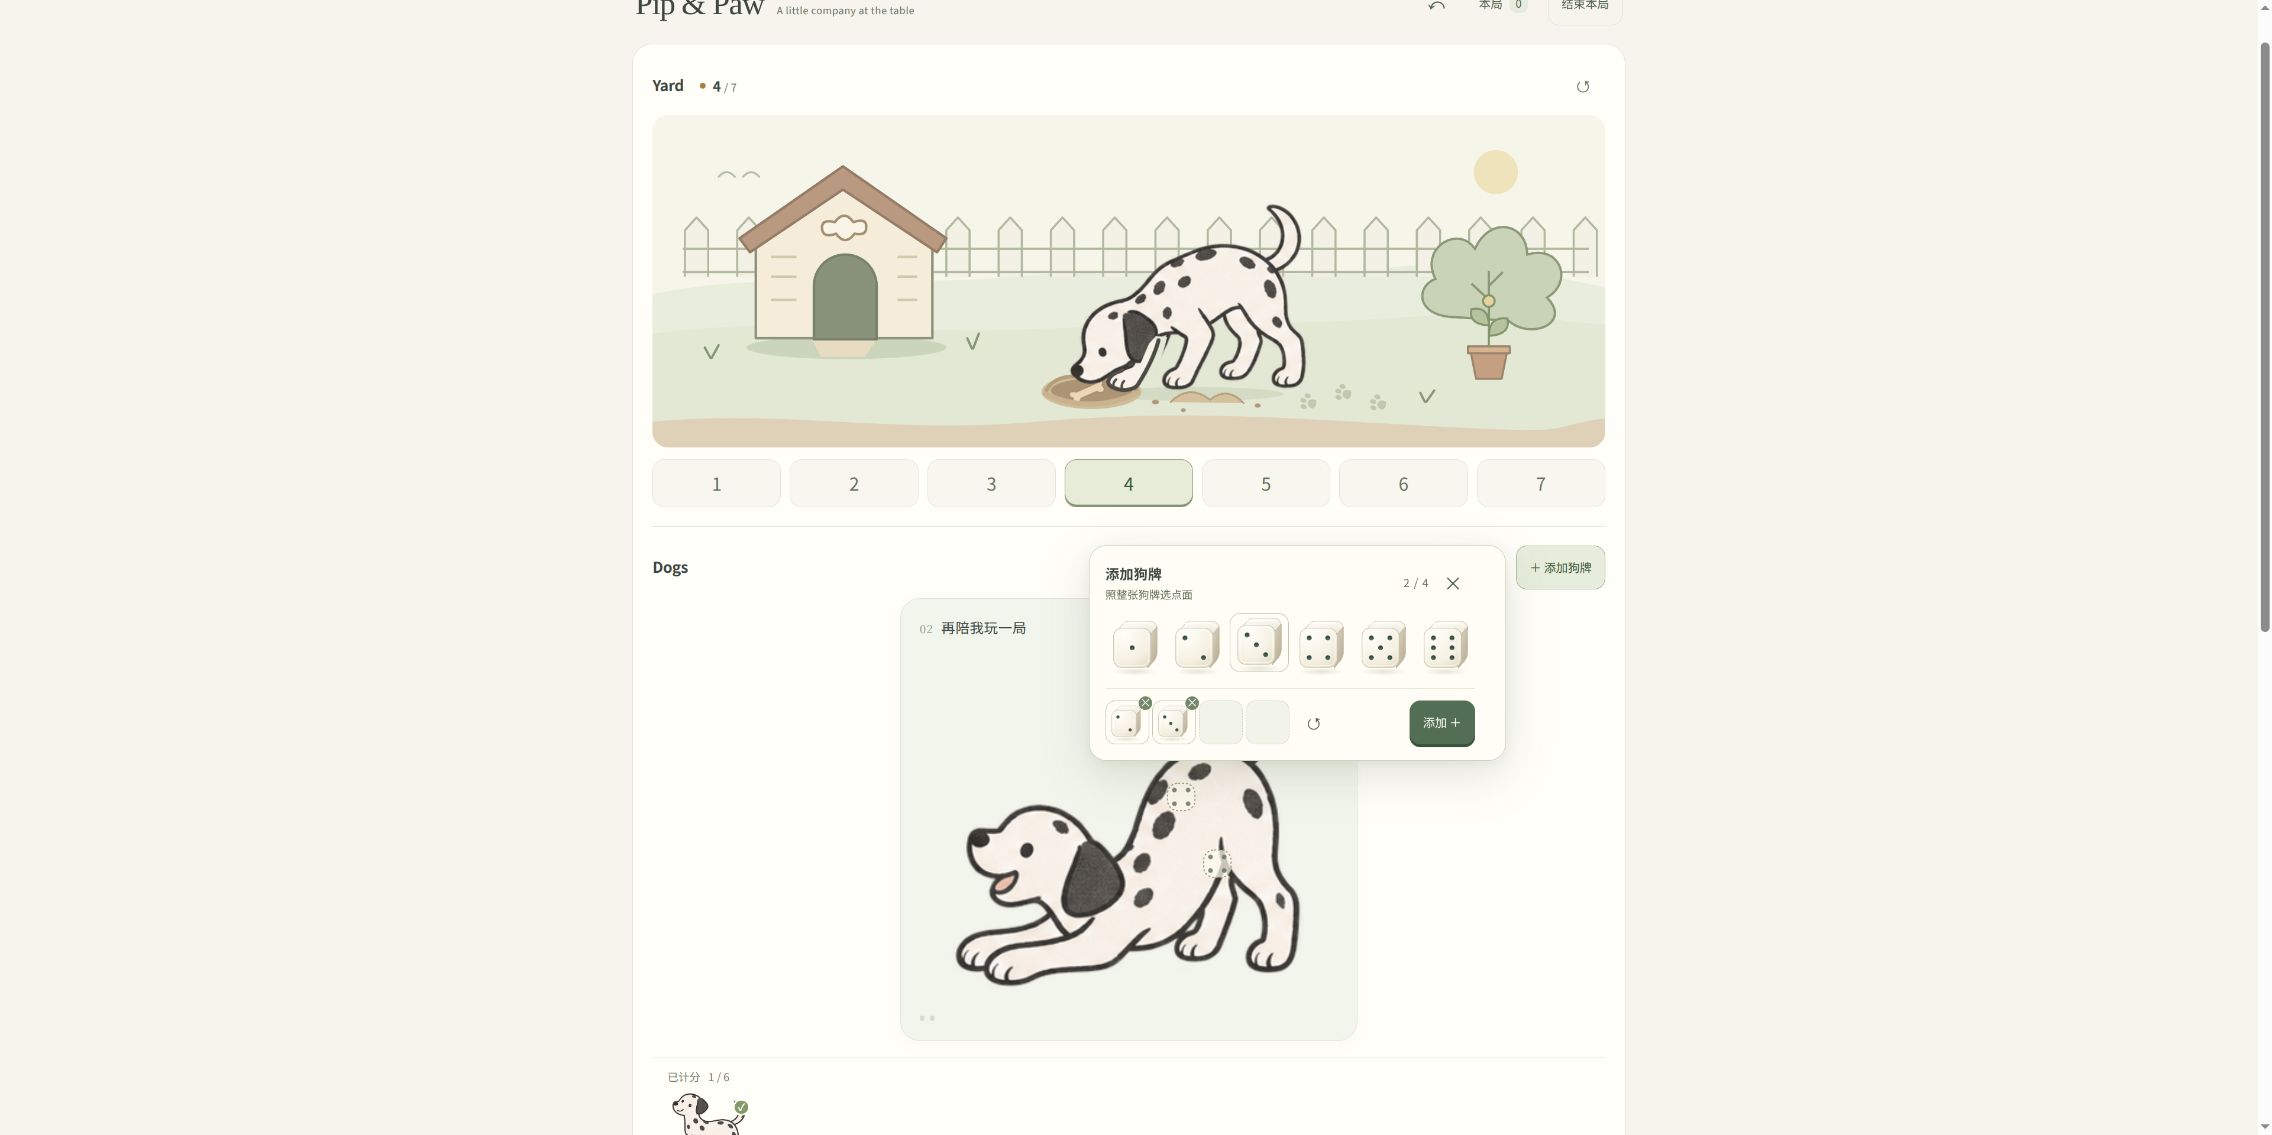 Pip & Paw A little company at the table 本局 0 结束本局
Yard 4 / 7
1 2 3 4 5 6 7
Dogs
+ 添加狗牌
添加狗牌
照整张狗牌选点面
2 / 4
添加 +
02 再陪我玩一局
已计分 1 / 6